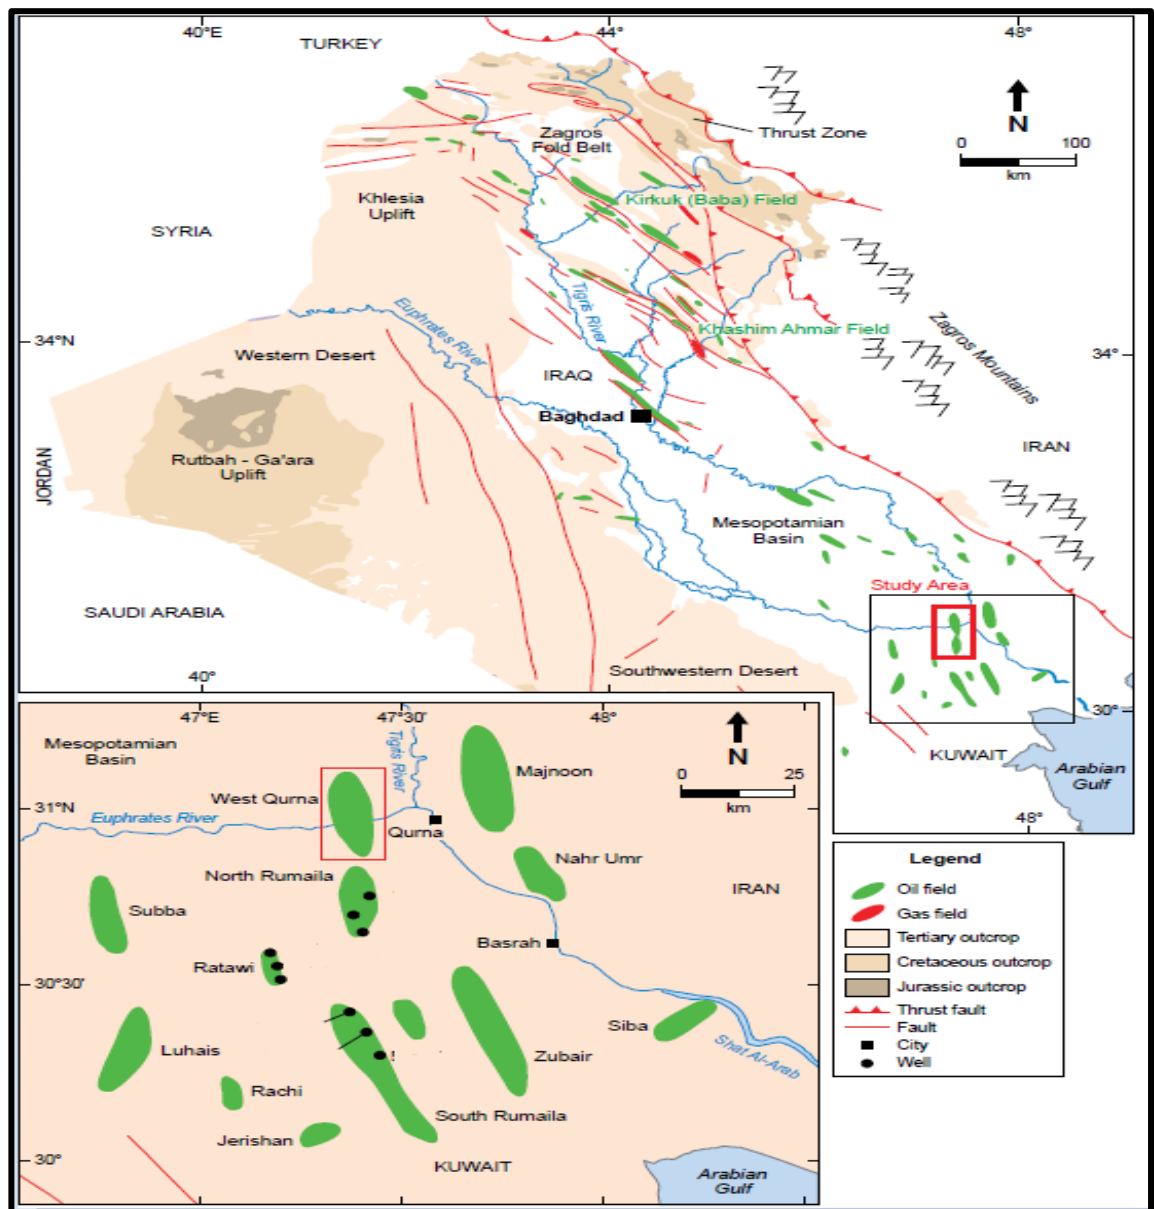 40°E
44°
48°
TURKEY
N
0
100
km
Thrust Zone
Zagros
Fold Belt
Khlesia
Uplift
Kirkuk (Baba) Field
SYRIA
Euphrates River
Tigris River
Khashim Ahmar Field
Zagros Mountains
34°N
34°
Western Desert
IRAQ
Baghdad
IRAN
JORDAN
Rutbah - Ga'ara
Uplift
Mesopotamian
Basin
Study Area
SAUDI ARABIA
Southwestern Desert
40°
30°
KUWAIT
Arabian
Gulf
48°
47°E
47°30'
48°
Mesopotamian
Basin
Tigris River
N
0
25
km
Majnoon
West Qurna
31°N
Euphrates River
Qurna
Nahr Umr
North Rumaila
IRAN
Subba
Basrah
Ratawi
30°30'
Siba
Shat Al-Arab
Luhais
Zubair
Rachi
South Rumaila
Jerishan
30°
KUWAIT
Arabian
Gulf
Legend
Oil field
Gas field
Tertiary outcrop
Cretaceous outcrop
Jurassic outcrop
Thrust fault
Fault
City
Well